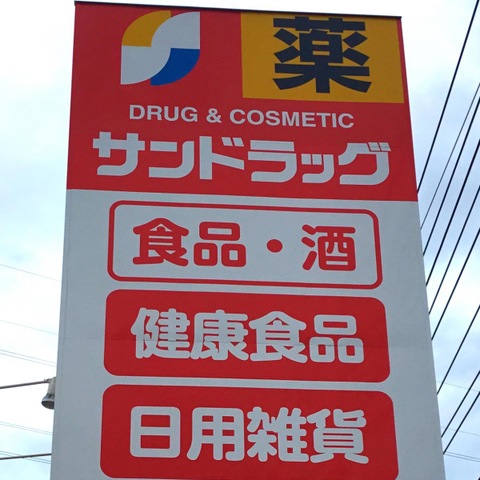 薬
DRUG & COSMETIC
サンドラッグ
食品・酒
健康食品
日用雑貨